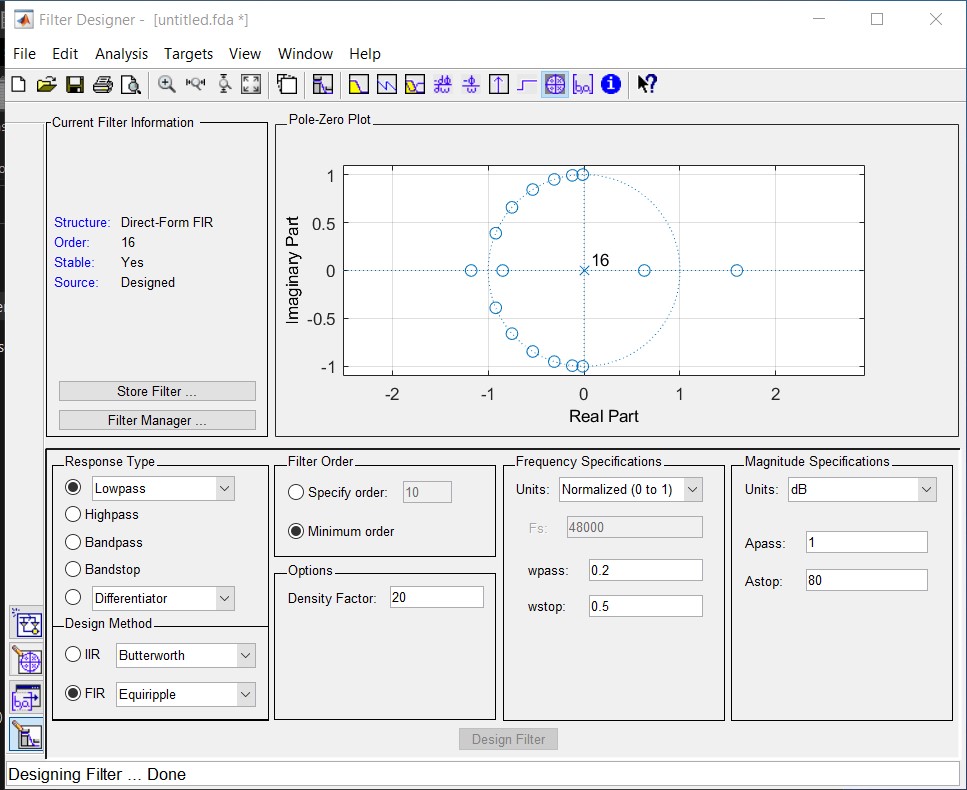 Filter Designer - [untitled.fda *]
File Edit Analysis Targets View Window Help
Current Filter Information
Structure: Direct-Form FIR
Order: 16
Stable: Yes
Source: Designed
Store Filter ...
Filter Manager ...
Pole-Zero Plot
1
0.5
0
-0.5
-1
Imaginary Part
16
-2 -1 0 1 2
Real Part
Response Type
Lowpass
Highpass
Bandpass
Bandstop
Differentiator
Design Method
IIR Butterworth
FIR Equiripple
Filter Order
Specify order: 10
Minimum order
Options
Density Factor: 20
Frequency Specifications
Units: Normalized (0 to 1)
Fs: 48000
wpass: 0.2
wstop: 0.5
Magnitude Specifications
Units: dB
Apass: 1
Astop: 80
Design Filter
Designing Filter ... Done